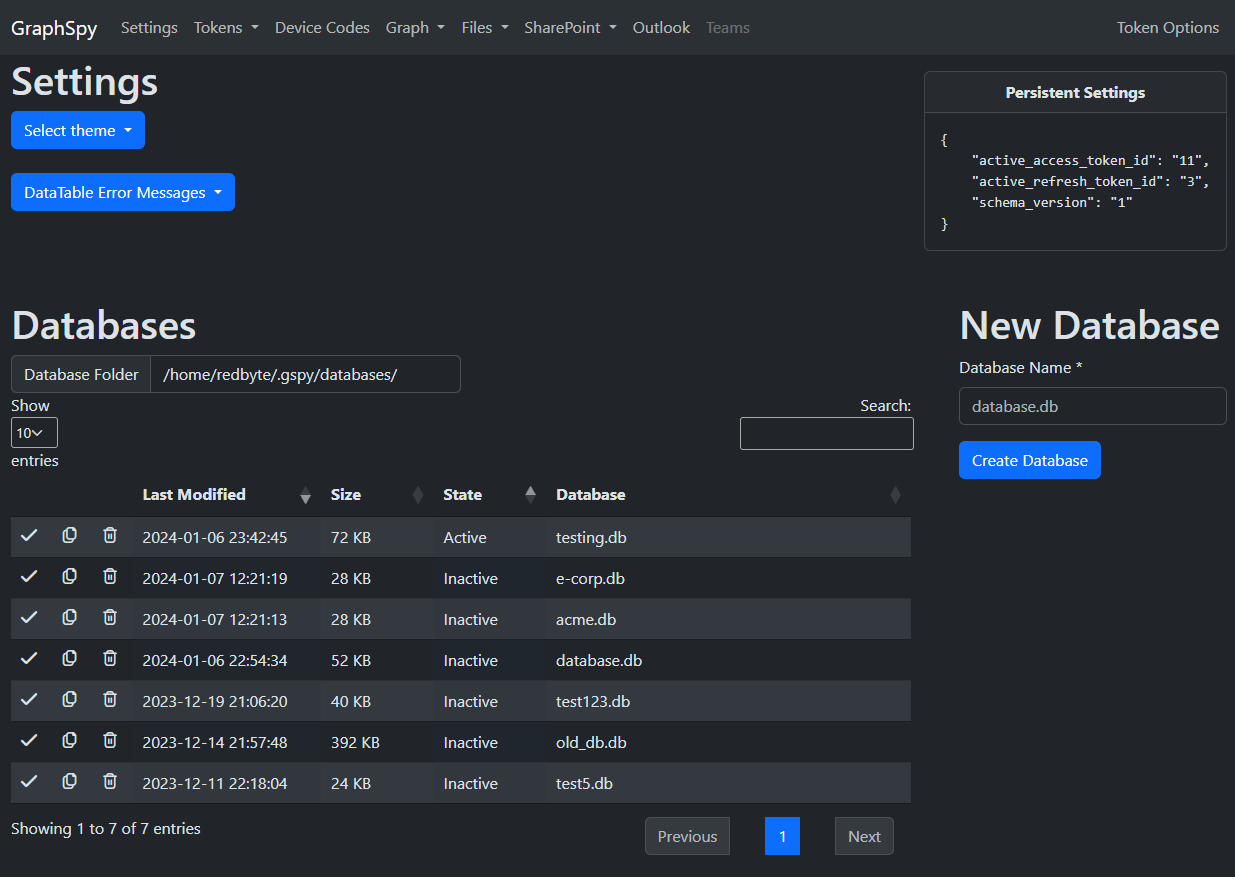 GraphSpy Settings Tokens Device Codes Graph Files SharePoint Outlook Teams Token Options
Settings
Select theme
DataTable Error Messages
Persistent Settings
{
    "active_access_token_id": "11",
    "active_refresh_token_id": "3",
    "schema_version": "1"
}
Databases
Database Folder /home/redbyte/.gspy/databases/
Show
10
entries
Search:
Last Modified Size State Database
2024-01-06 23:42:45 72 KB Active testing.db
2024-01-07 12:21:19 28 KB Inactive e-corp.db
2024-01-07 12:21:13 28 KB Inactive acme.db
2024-01-06 22:54:34 52 KB Inactive database.db
2023-12-19 21:06:20 40 KB Inactive test123.db
2023-12-14 21:57:48 392 KB Inactive old_db.db
2023-12-11 22:18:04 24 KB Inactive test5.db
Showing 1 to 7 of 7 entries
Previous 1 Next
New Database
Database Name *
database.db
Create Database